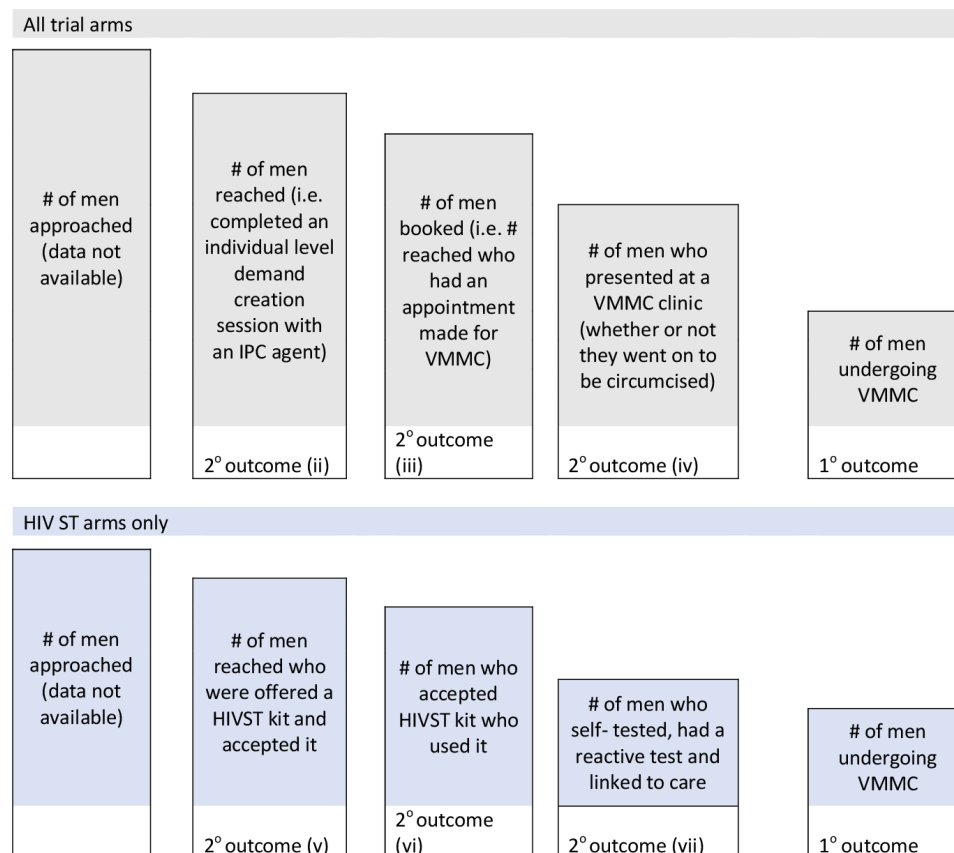 All trial arms
# of men
approached
(data not
available)
# of men
reached (i.e.
completed an
individual level
demand
creation
session with
an IPC agent)
2° outcome (ii)
# of men
booked (i.e. #
reached who
had an
appointment
made for
VMMC)
2° outcome
(iii)
# of men who
presented at a
VMMC clinic
(whether or not
they went on to
be circumcised)
2° outcome (iv)
# of men
undergoing
VMMC
1° outcome
HIV ST arms only
# of men
approached
(data not
available)
# of men
reached who
were offered a
HIVST kit and
accepted it
2° outcome (v)
# of men who
accepted
HIVST kit who
used it
2° outcome
(vi)
# of men who
self- tested, had a
reactive test and
linked to care
2° outcome (vii)
# of men
undergoing
VMMC
1° outcome